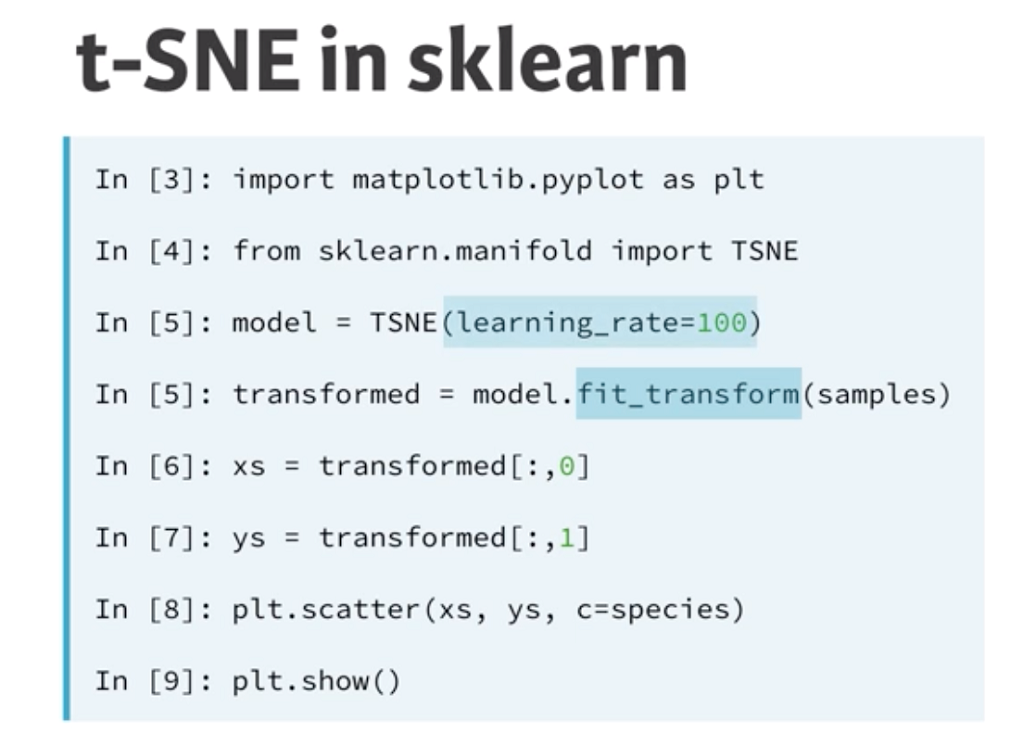 t-SNE in sklearn
In [3]: import matplotlib.pyplot as plt
In [4]: from sklearn.manifold import TSNE
In [5]: model = TSNE(learning_rate=100)
In [5]: transformed = model.fit_transform(samples)
In [6]: xs = transformed[:,0]
In [7]: ys = transformed[:,1]
In [8]: plt.scatter(xs, ys, c=species)
In [9]: plt.show()